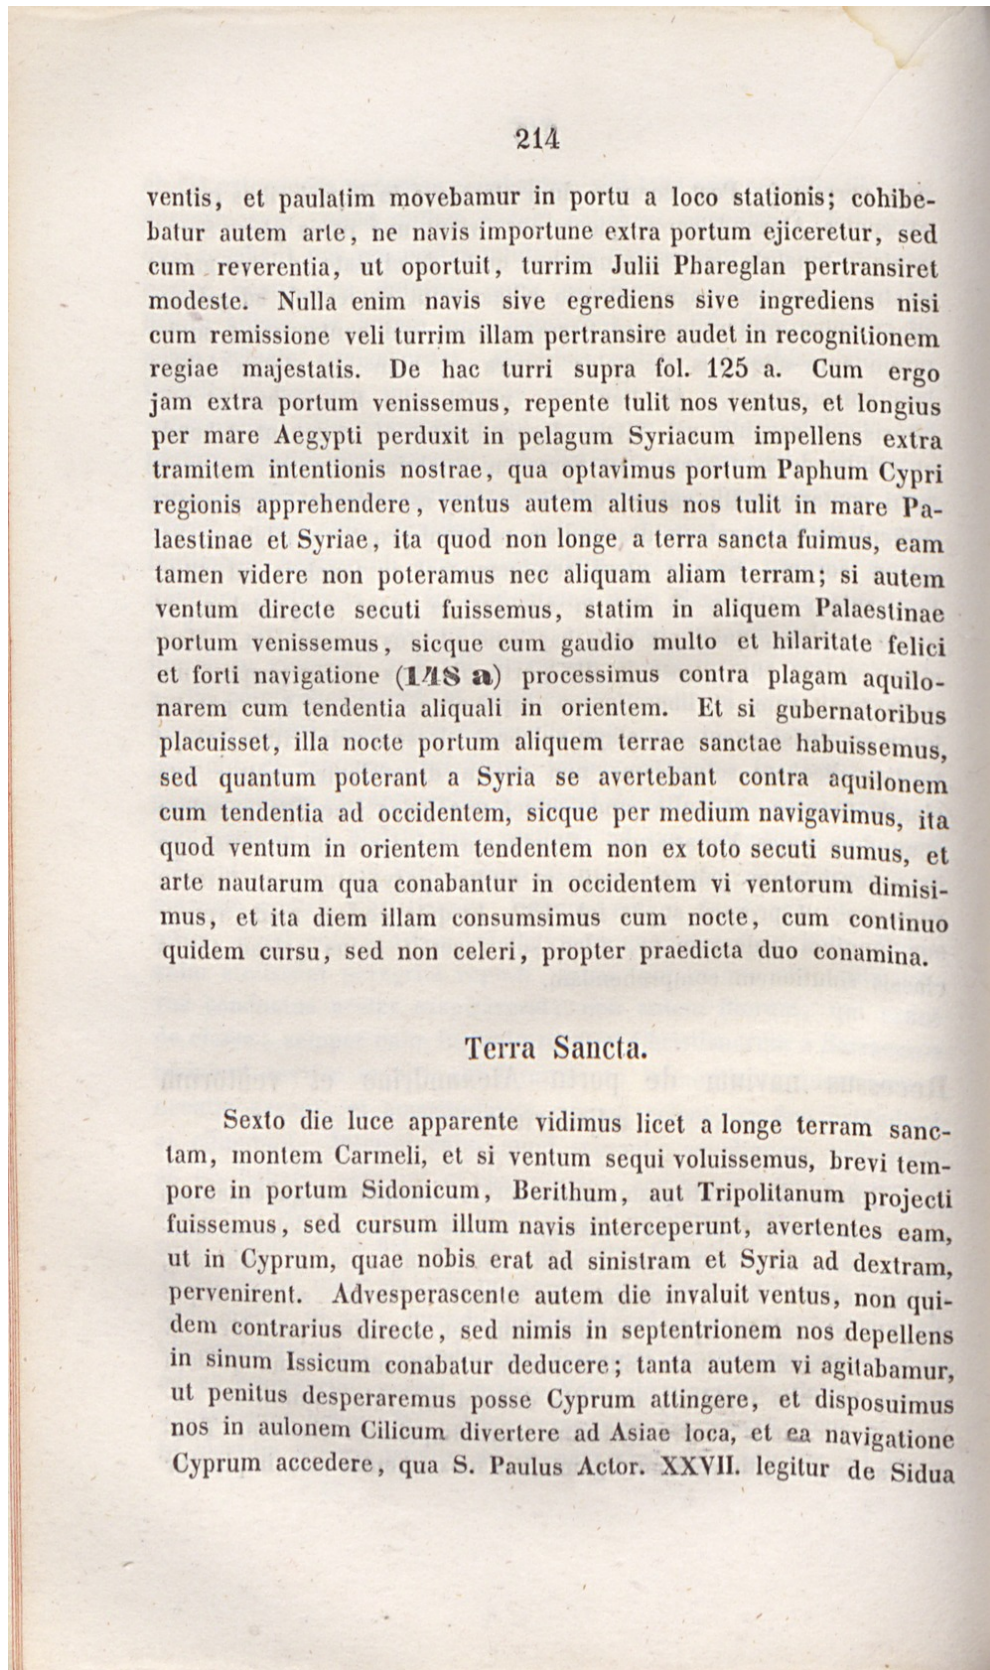 214
ventis, et paulatim movebamur in portu a loco stationis; cohibe-
batur autem arte, ne navis importune extra portum ejiceretur, sed
cum reverentia, ut oportuit, turrim Julii Phareglan pertransiret
modeste. Nulla enim navis sive egrediens sive ingrediens nisi
cum remissione veli turrim illam pertransire audet in recognitionem
regiae majestatis. De hac turri supra fol. 125 a. Cum ergo
jam extra portum venissemus, repente tulit nos ventus, et longius
per mare Aegypti perduxit in pelagum Syriacum impellens extra
tramitem intentionis nostrae, qua optavimus portum Paphum Cypri
regionis apprehendere, ventus autem altius nos tulit in mare Pa-
laestinae et Syriae, ita quod non longe a terra sancta fuimus, eam
tamen videre non poteramus nec aliquam aliam terram; si autem
ventum directe secuti fuissemus, statim in aliquem Palaestinae
portum venissemus, sicque cum gaudio multo et hilaritate felici
et forti navigatione (148 a) processimus contra plagam aquilo-
narem cum tendentia aliquali in orientem. Et si gubernatoribus
placuisset, illa nocte portum aliquem terrae sanctae habuissemus,
sed quantum poterant a Syria se avertebant contra aquilonem
cum tendentia ad occidentem, sicque per medium navigavimus, ita
quod ventum in orientem tendentem non ex toto secuti sumus, et
arte nautarum qua conabantur in occidentem vi ventorum dimisi-
mus, et ita diem illam consumsimus cum nocte, cum continuo
quidem cursu, sed non celeri, propter praedicta duo conamina.
Terra Sancta.
Sexto die luce apparente vidimus licet a longe terram sanc-
tam, montem Carmeli, et si ventum sequi voluissemus, brevi tem-
pore in portum Sidonicum, Berithum, aut Tripolitanum projecti
fuissemus, sed cursum illum navis interceperunt, avertentes eam,
ut in Cyprum, quae nobis erat ad sinistram et Syria ad dextram,
pervenirent. Advesperascente autem die invaluit ventus, non qui-
dem contrarius directe, sed nimis in septentrionem nos depellens
in sinum Issicum conabatur deducere; tanta autem vi agitabamur,
ut penitus desperaremus posse Cyprum attingere, et disposuimus
nos in aulonem Cilicum divertere ad Asiae loca, et ea navigatione
Cyprum accedere, qua S. Paulus Actor. XXVII. legitur de Sidua